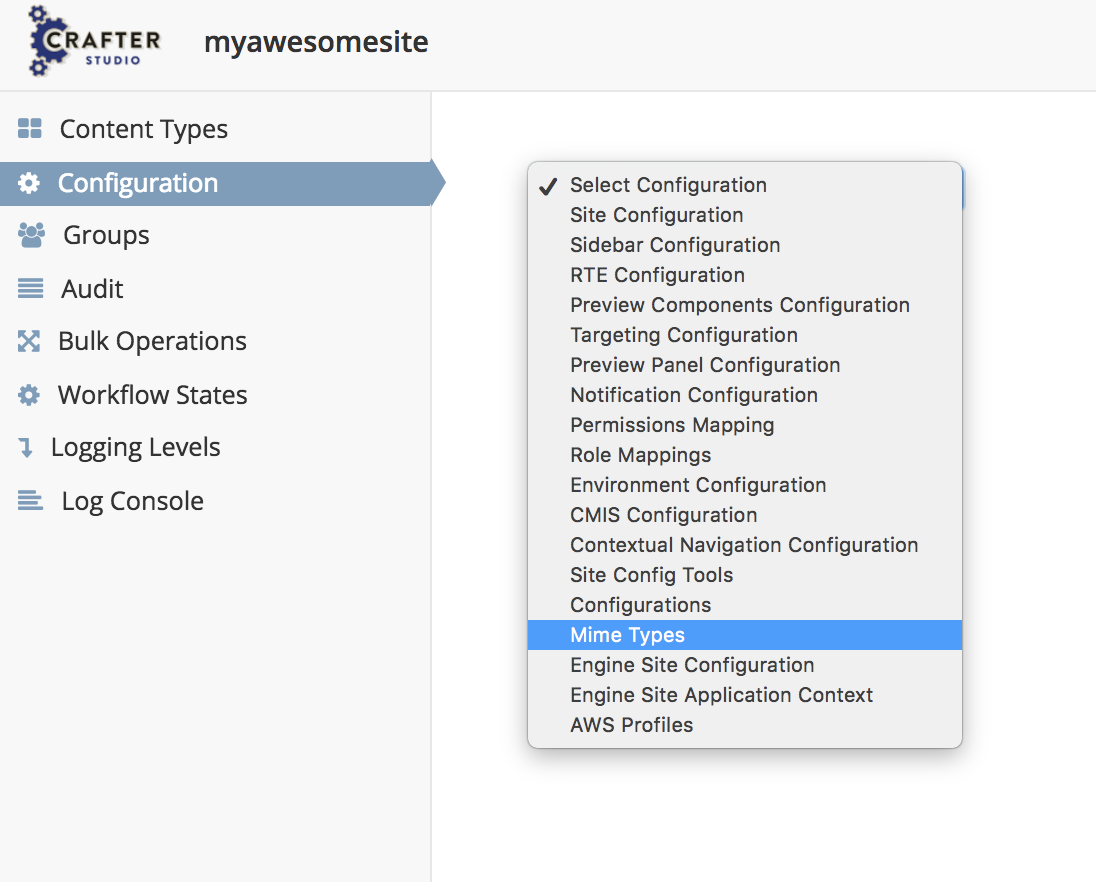 CRAFTER
STUDIO
myawesomesite
Content Types
Configuration
Groups
Audit
Bulk Operations
Workflow States
Logging Levels
Log Console
Select Configuration
Site Configuration
Sidebar Configuration
RTE Configuration
Preview Components Configuration
Targeting Configuration
Preview Panel Configuration
Notification Configuration
Permissions Mapping
Role Mappings
Environment Configuration
CMIS Configuration
Contextual Navigation Configuration
Site Config Tools
Configurations
Mime Types
Engine Site Configuration
Engine Site Application Context
AWS Profiles